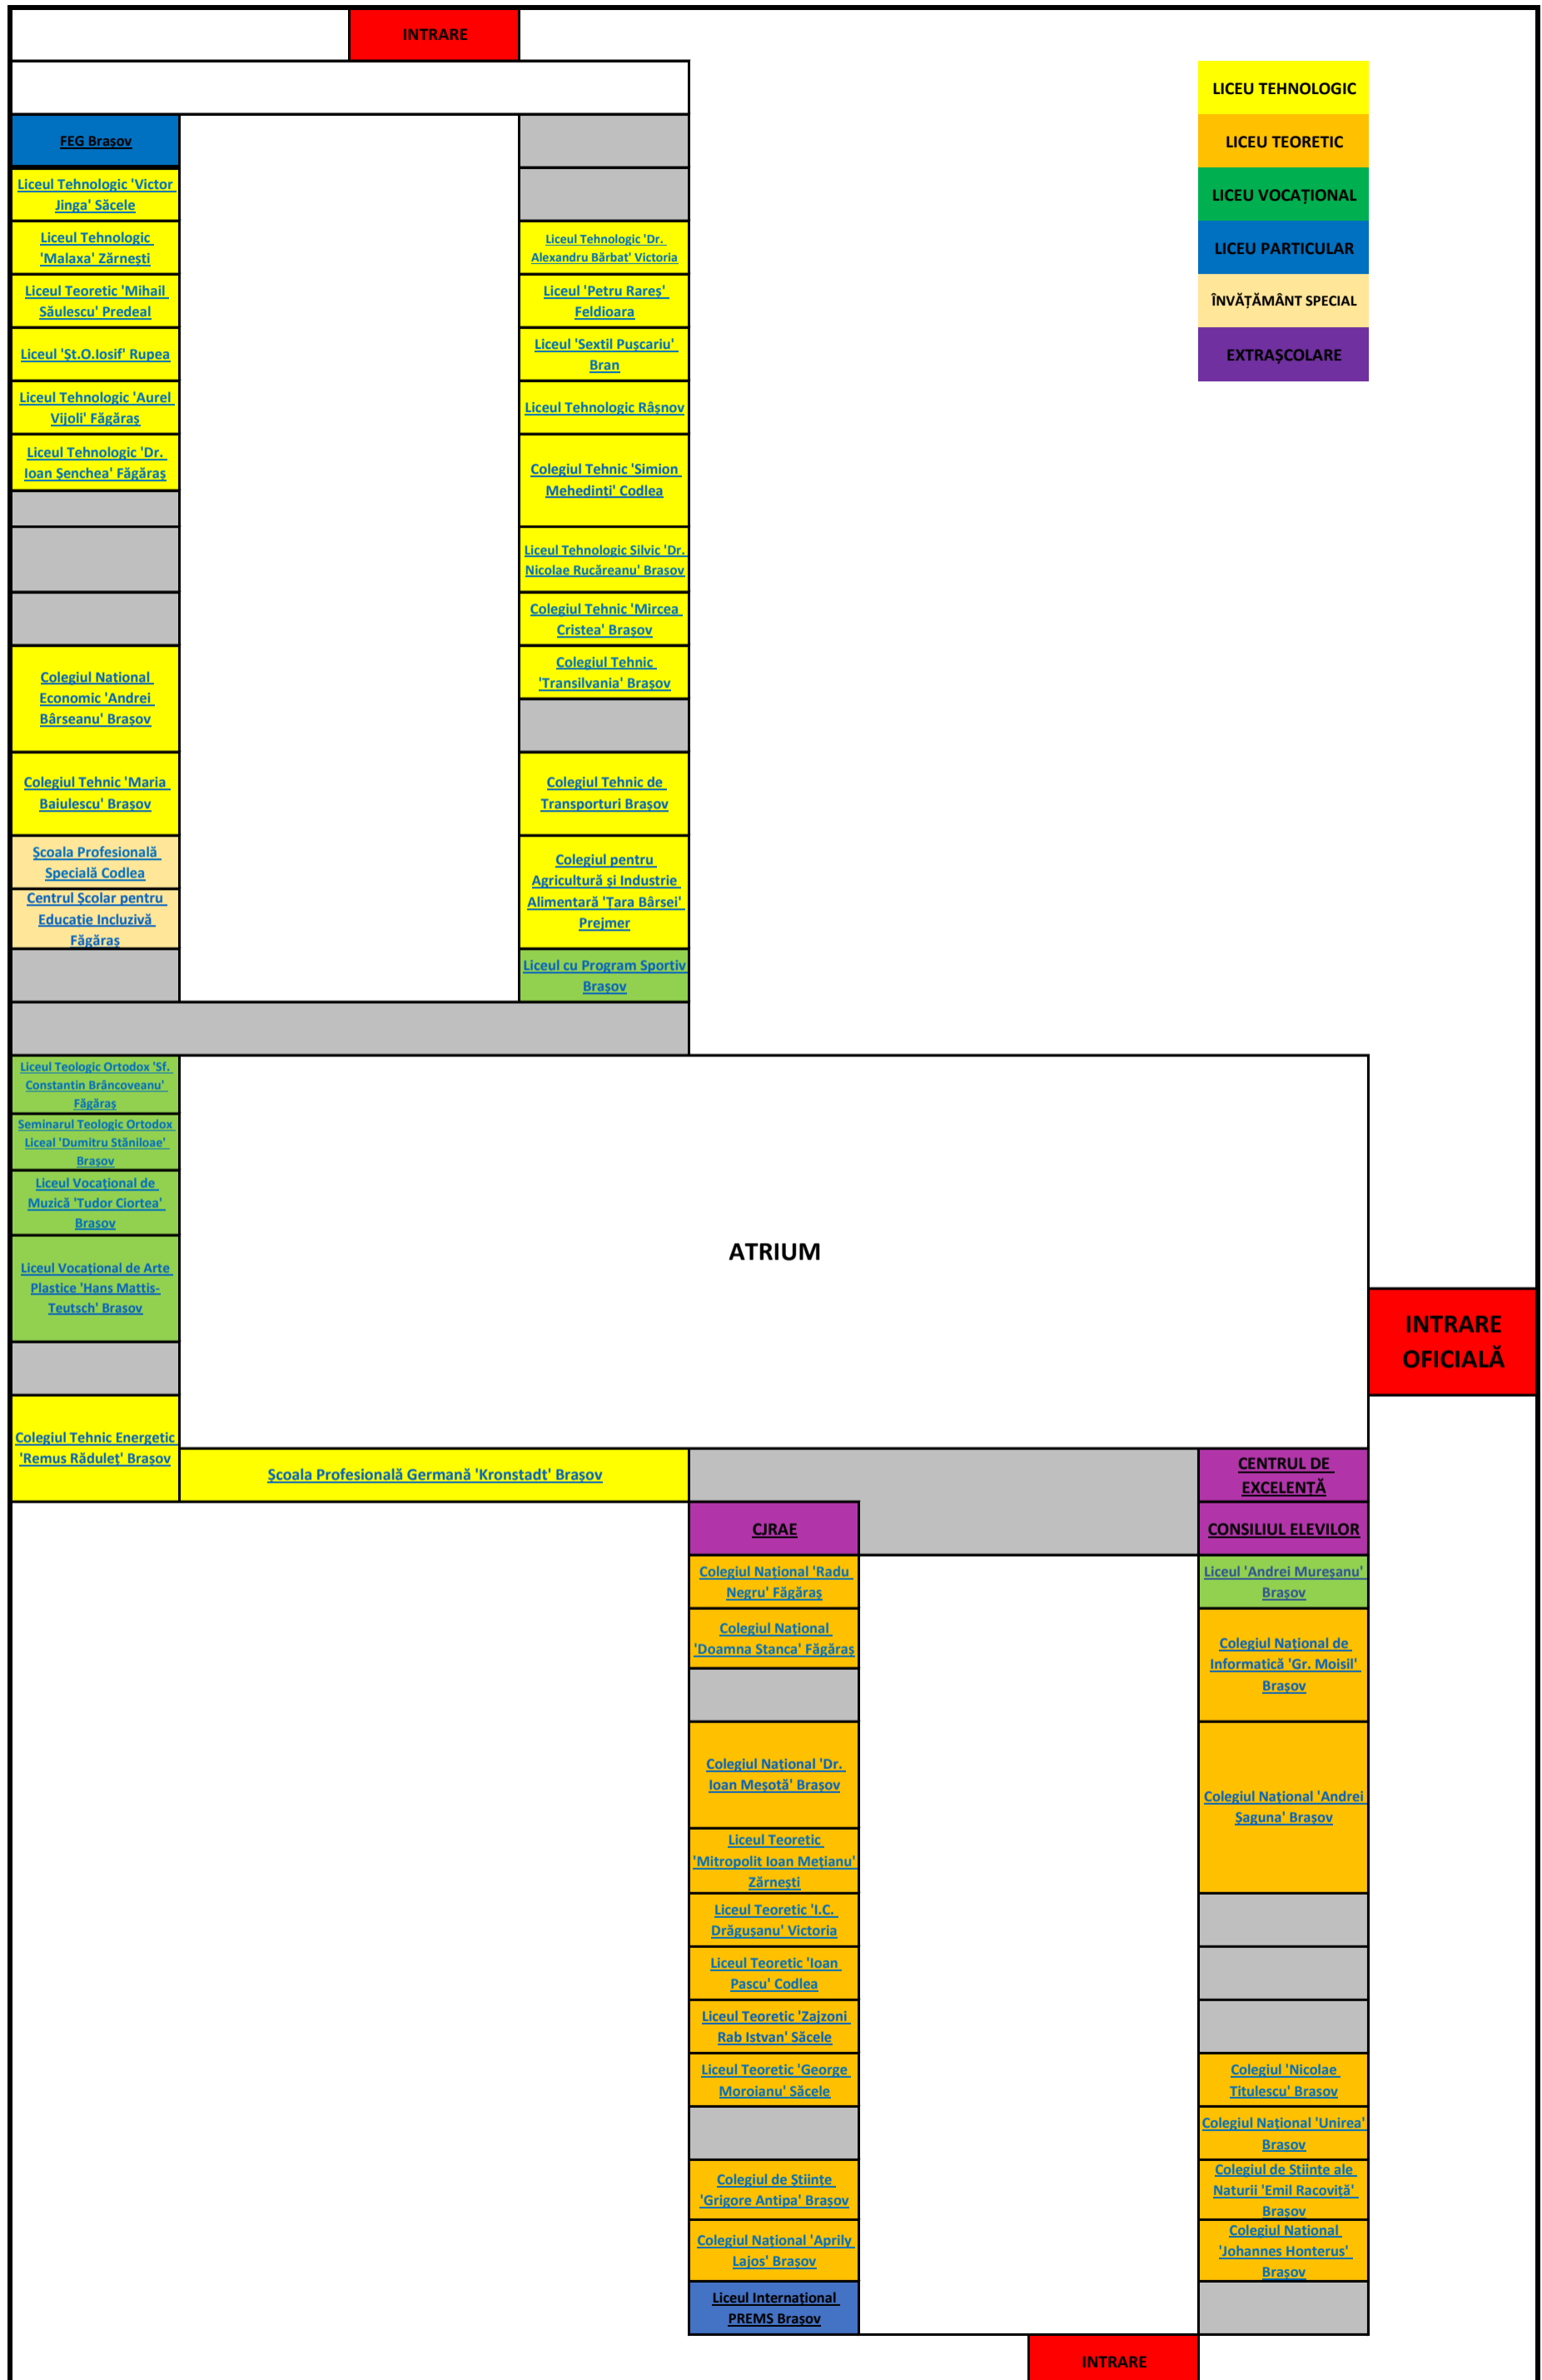 INTRARE
LICEU TEHNOLOGIC
LICEU TEORETIC
LICEU VOCAȚIONAL
LICEU PARTICULAR
ÎNVĂȚĂMÂNT SPECIAL
EXTRAȘCOLARE
FEG Brașov
Liceul Tehnologic 'Victor
Jinga' Săcele
Liceul Tehnologic
'Malaxa' Zărnești
Liceul Teoretic 'Mihail
Săulescu' Predeal
Liceul 'Șt.O.Iosif' Rupea
Liceul Tehnologic 'Aurel
Vijoli' Făgăraș
Liceul Tehnologic 'Dr.
Ioan Șenchea' Făgăraș
Colegiul Național
Economic 'Andrei
Bârseanu' Brașov
Colegiul Tehnic 'Maria
Baiulescu' Brașov
Școala Profesională
Specială Codlea
Centrul Școlar pentru
Educație Incluzivă
Făgăraș
Liceul Tehnologic 'Dr.
Alexandru Bărbat' Victoria
Liceul 'Petru Rareș'
Feldioara
Liceul 'Sextil Pușcariu'
Bran
Liceul Tehnologic Râșnov
Colegiul Tehnic 'Simion
Mehedinți' Codlea
Liceul Tehnologic Silvic 'Dr.
Nicolae Rucăreanu' Brasov
Colegiul Tehnic 'Mircea
Cristea' Brașov
Colegiul Tehnic
'Transilvania' Brașov
Colegiul Tehnic de
Transporturi Brașov
Colegiul pentru
Agricultură și Industrie
Alimentară 'Țara Bârsei'
Prejmer
Liceul cu Program Sportiv
Brașov
Liceul Teologic Ortodox 'Sf.
Constantin Brâncoveanu'
Făgăraș
Seminarul Teologic Ortodox
Liceal 'Dumitru Stăniloae'
Brașov
Liceul Vocațional de
Muzică 'Tudor Ciortea'
Brașov
Liceul Vocațional de Arte
Plastice 'Hans Mattis-
Teutsch' Brasov
ATRIUM
INTRARE
OFICIALĂ
Colegiul Tehnic Energetic
'Remus Răduleț' Brașov
Școala Profesională Germană 'Kronstadt' Brașov
CENTRUL DE
EXCELENȚĂ
CJRAE
CONSILIUL ELEVILOR
Colegiul Național 'Radu
Negru' Făgăraș
Colegiul Național
'Doamna Stanca' Făgăraș
Colegiul Național 'Dr.
Ioan Meșotă' Brașov
Liceul Teoretic
'Mitropolit Ioan Mețianu'
Zărnești
Liceul Teoretic 'I.C.
Drăgușanu' Victoria
Liceul Teoretic 'Ioan
Pascu' Codlea
Liceul Teoretic 'Zajzoni
Rab Istvan' Săcele
Liceul Teoretic 'George
Moroianu' Săcele
Colegiul de Științe
'Grigore Antipa' Brașov
Colegiul Național 'Aprily
Lajos' Brașov
Liceul Internațional
PREMS Brașov
Liceul 'Andrei Mureșanu'
Brașov
Colegiul Național de
Informatică 'Gr. Moisil'
Brașov
Colegiul Național 'Andrei
Șaguna' Brașov
Colegiul 'Nicolae
Titulescu' Brasov
Colegiul Național 'Unirea'
Brașov
Colegiul de Stiințe ale
Naturii 'Emil Racoviță'
Brașov
Colegiul Național
'Johannes Honterus'
Brașov
INTRARE